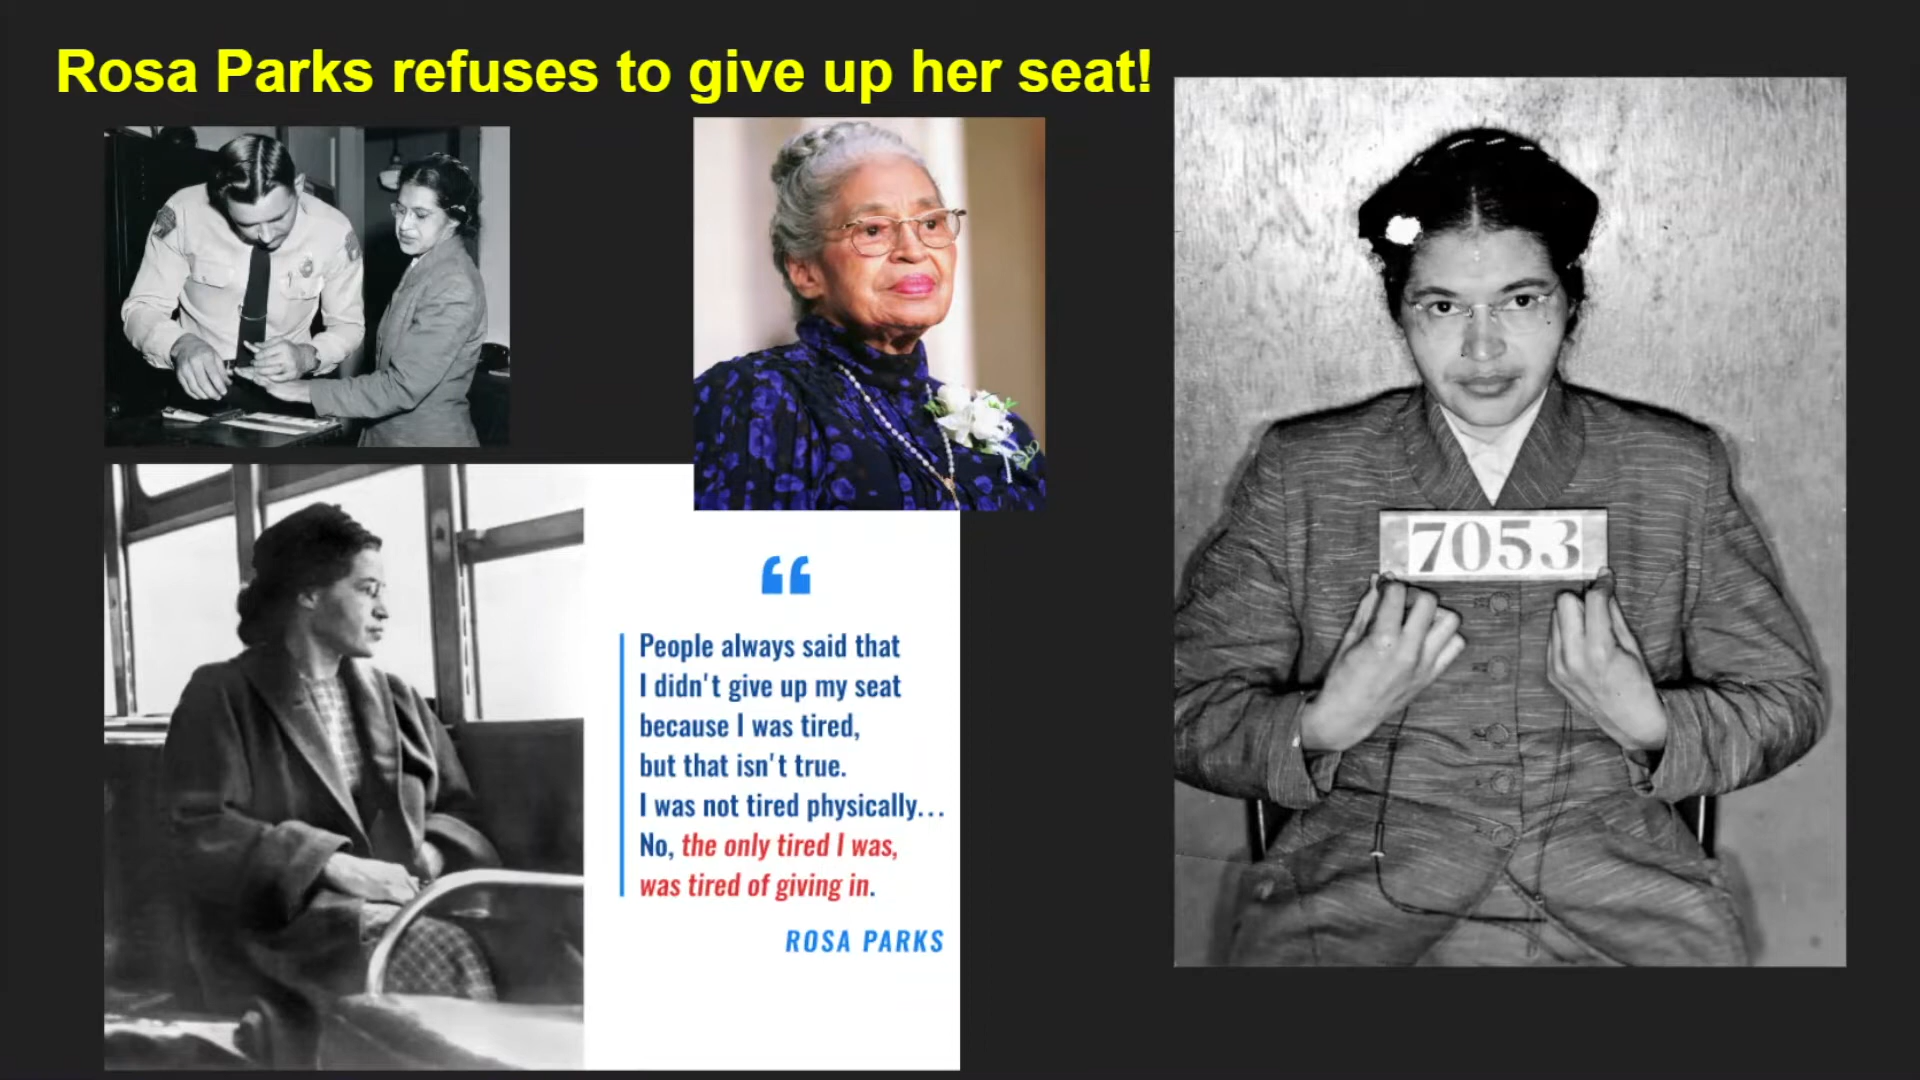 Rosa Parks refuses to give up her seat!
7053
“
People always said that
I didn't give up my seat
because I was tired,
but that isn't true.
I was not tired physically...
No, the only tired I was,
was tired of giving in.
ROSA PARKS